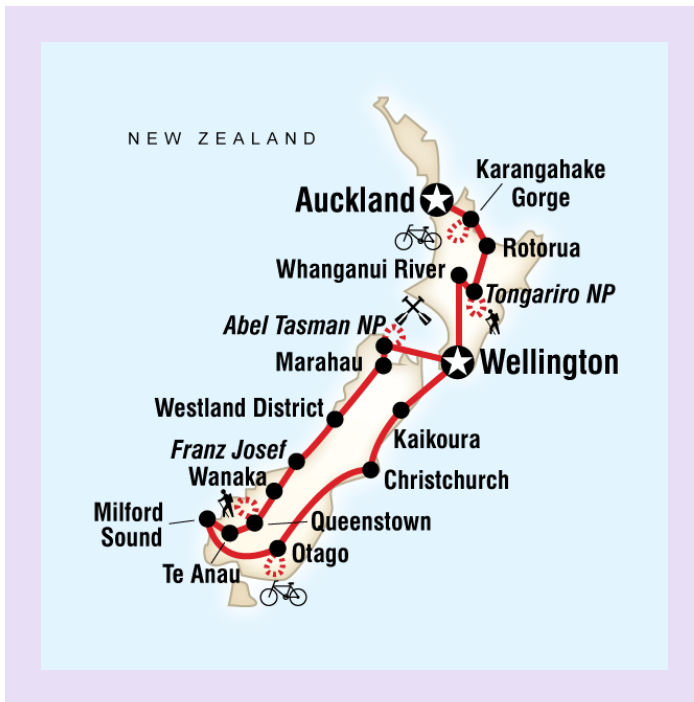 NEW ZEALAND
Karangahake
Gorge
Auckland
Rotorua
Whanganui River
Tongariro NP
Abel Tasman NP
Marahau
Wellington
Westland District
Kaikoura
Franz Josef
Wanaka
Christchurch
Milford
Sound
Queenstown
Otago
Te Anau